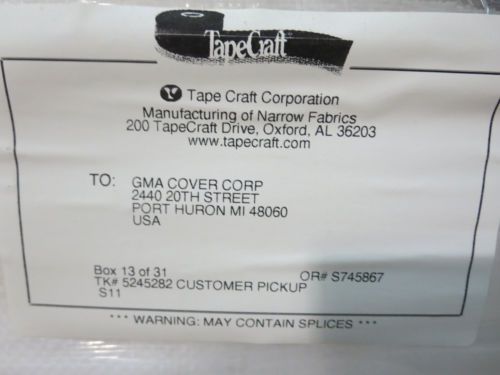 TapeCraft
Tape Craft Corporation
Manufacturing of Narrow Fabrics
200 TapeCraft Drive, Oxford, AL 36203
www.tapecraft.com
TO: GMA COVER CORP
2440 20TH STREET
PORT HURON MI 48060
USA
Box 13 of 31 OR# S745867
TK# 5245282 CUSTOMER PICKUP
S11
*** WARNING: MAY CONTAIN SPLICES ***